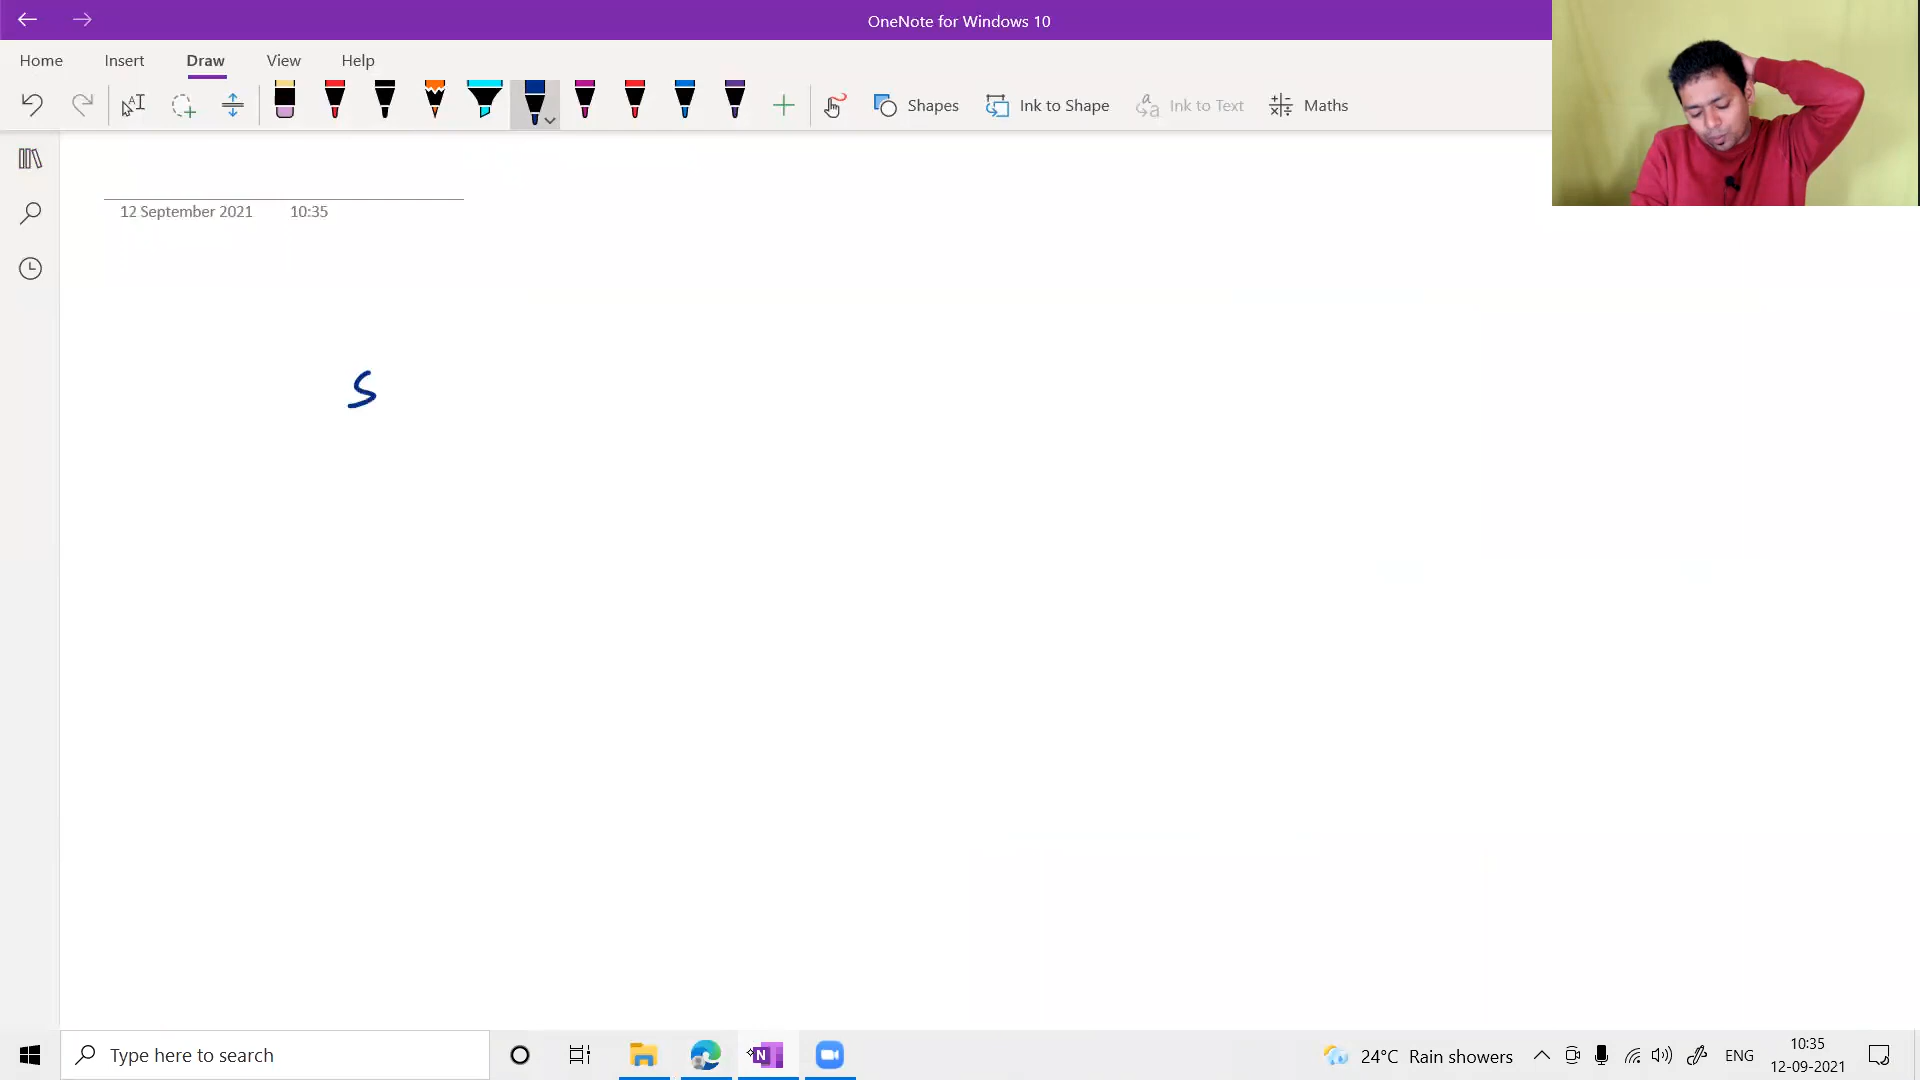 OneNote for Windows 10
Home Insert Draw View Help
Shapes Ink to Shape Ink to Text Maths
12 September 2021 10:35
S
Type here to search
24°C Rain showers
ENG
10:35
12-09-2021